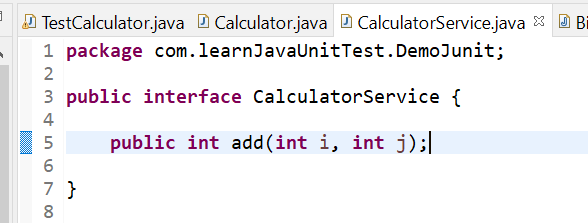 TestCalculator.java Calculator.java CalculatorService.java
1 package com.learnJavaUnitTest.DemoJunit;
2
3 public interface CalculatorService {
4
5 public int add(int i, int j);
6
7 }
8